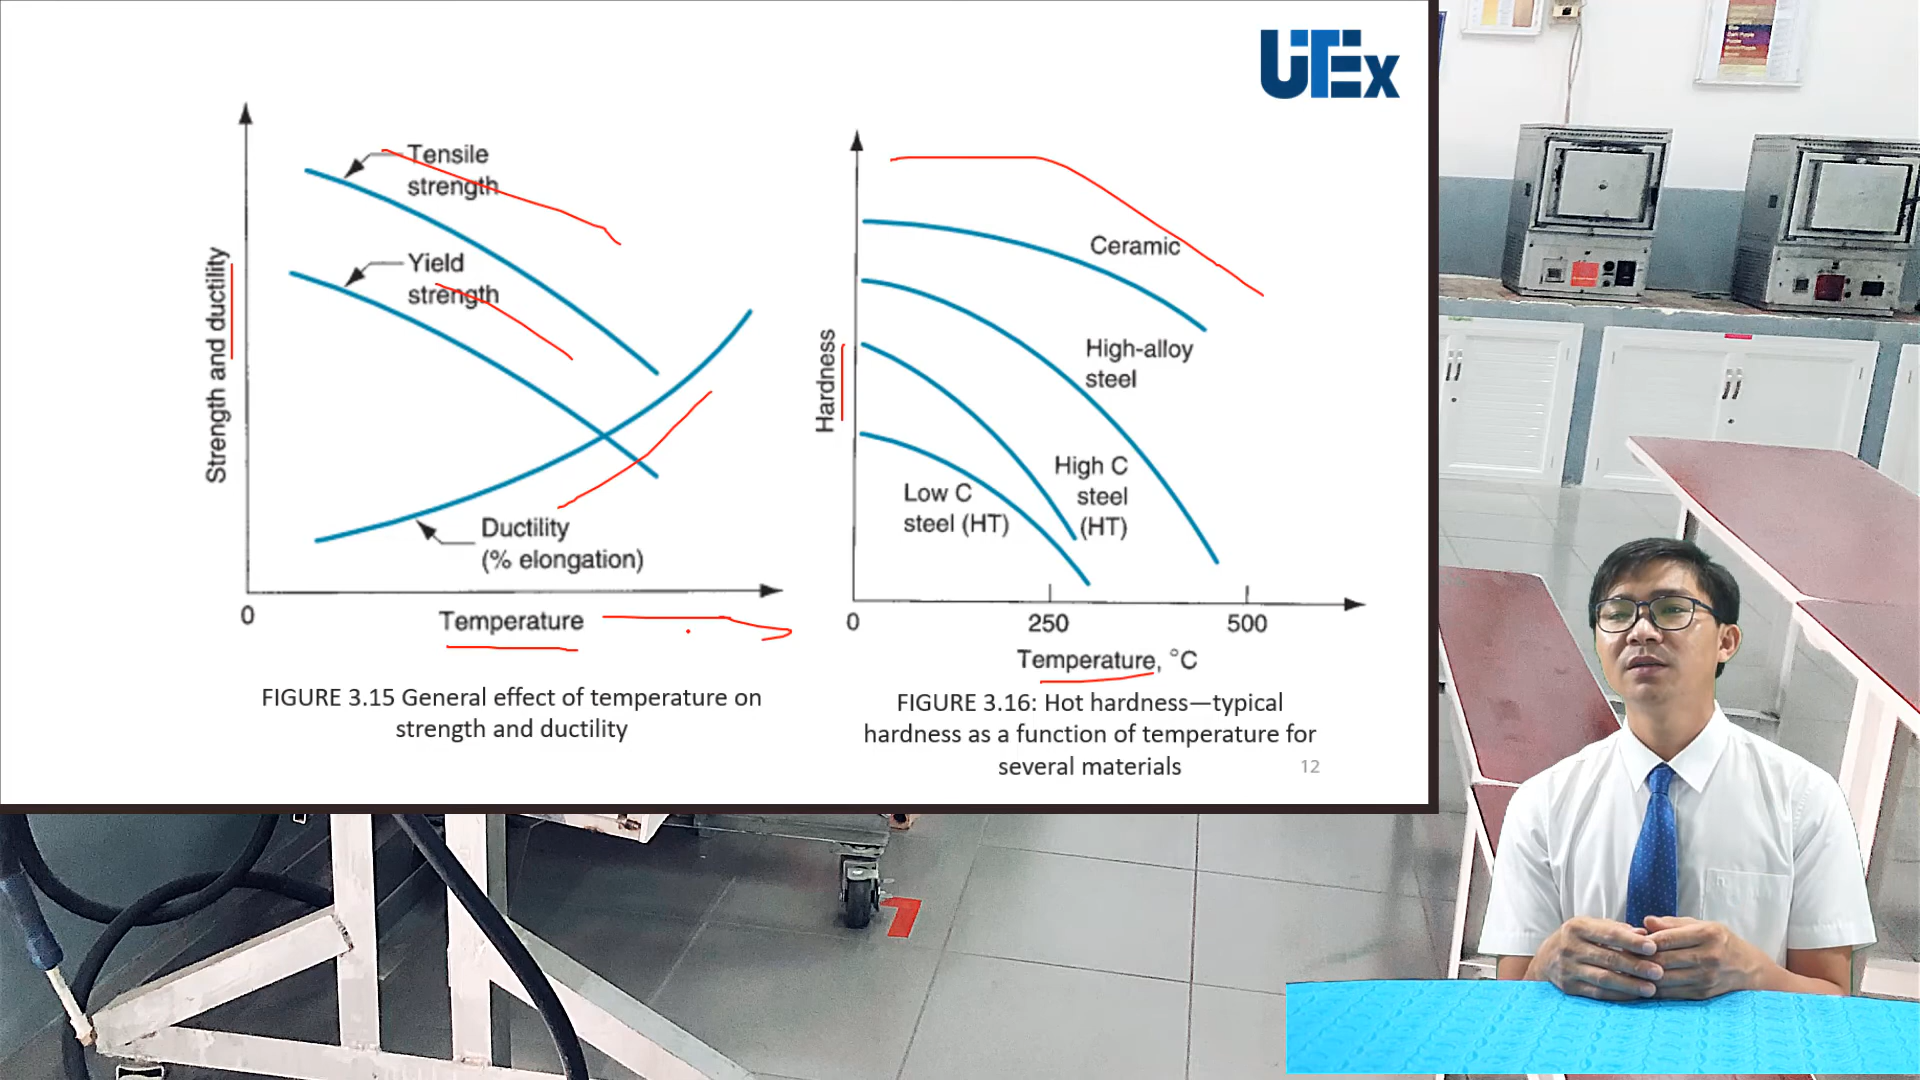 UTEx
Tensile
strength
Yield
strength
Strength and ductility
Ductility
(% elongation)
0
Temperature
FIGURE 3.15 General effect of temperature on
strength and ductility
Ceramic
High-alloy
steel
Hardness
High C
steel
(HT)
Low C
steel (HT)
0
250
500
Temperature, °C
FIGURE 3.16: Hot hardness—typical
hardness as a function of temperature for
several materials
12